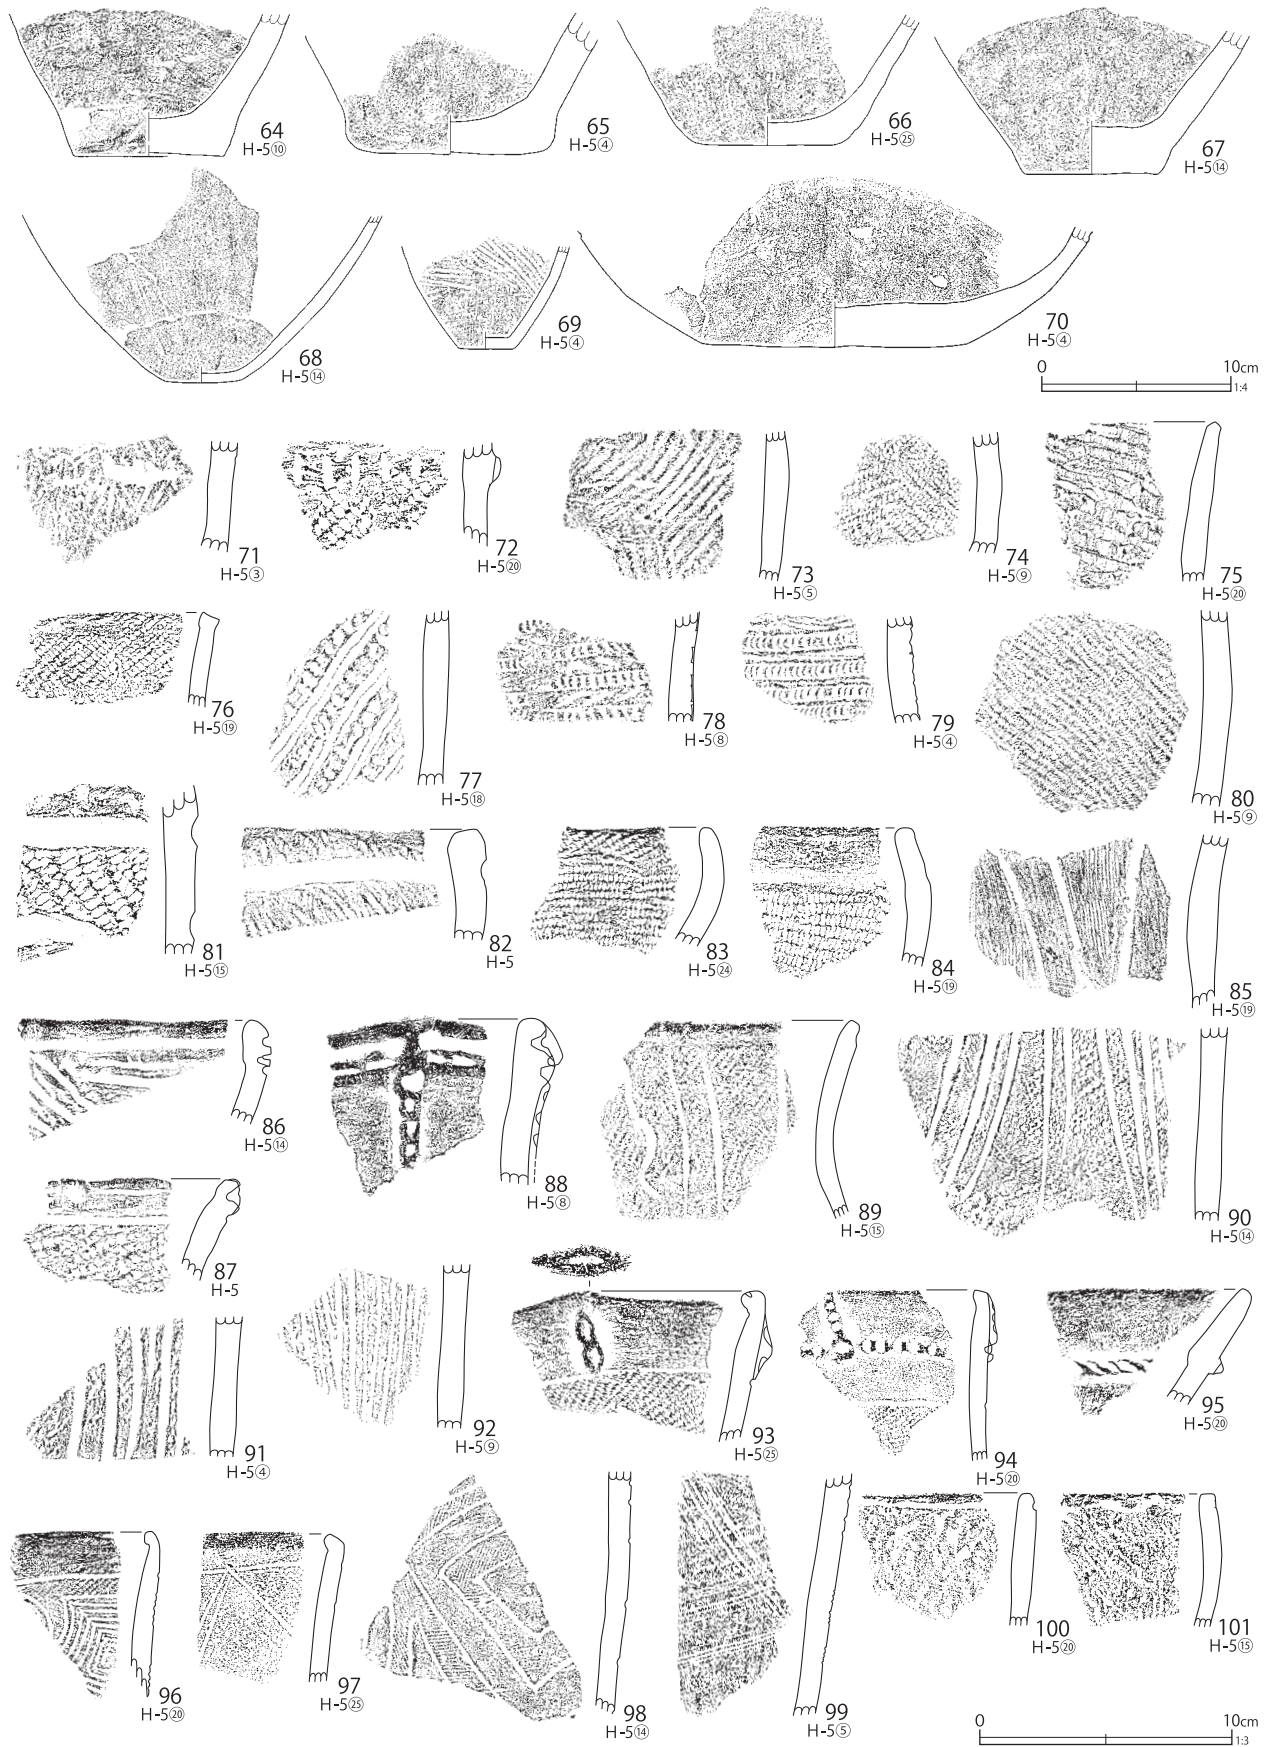 64
H-5⑩
65
H-5④
66
H-5㉕
67
H-5⑭
68
H-5⑭
69
H-5④
70
H-5④
0 10cm
1:4
71
H-5③
72
H-5⑳
73
H-5⑤
74
H-5⑨
75
H-5⑳
76
H-5⑲
77
H-5⑱
78
H-5⑧
79
H-5④
80
H-5⑨
81
H-5⑮
82
H-5
83
H-5㉔
84
H-5⑲
85
H-5⑲
86
H-5⑭
87
H-5
88
H-5⑧
89
H-5⑮
90
H-5⑭
91
H-5④
92
H-5⑨
93
H-5㉕
94
H-5⑳
95
H-5⑳
96
H-5⑳
97
H-5㉕
98
H-5⑭
99
H-5⑤
100
H-5⑳
101
H-5⑮
0 10cm
1:3